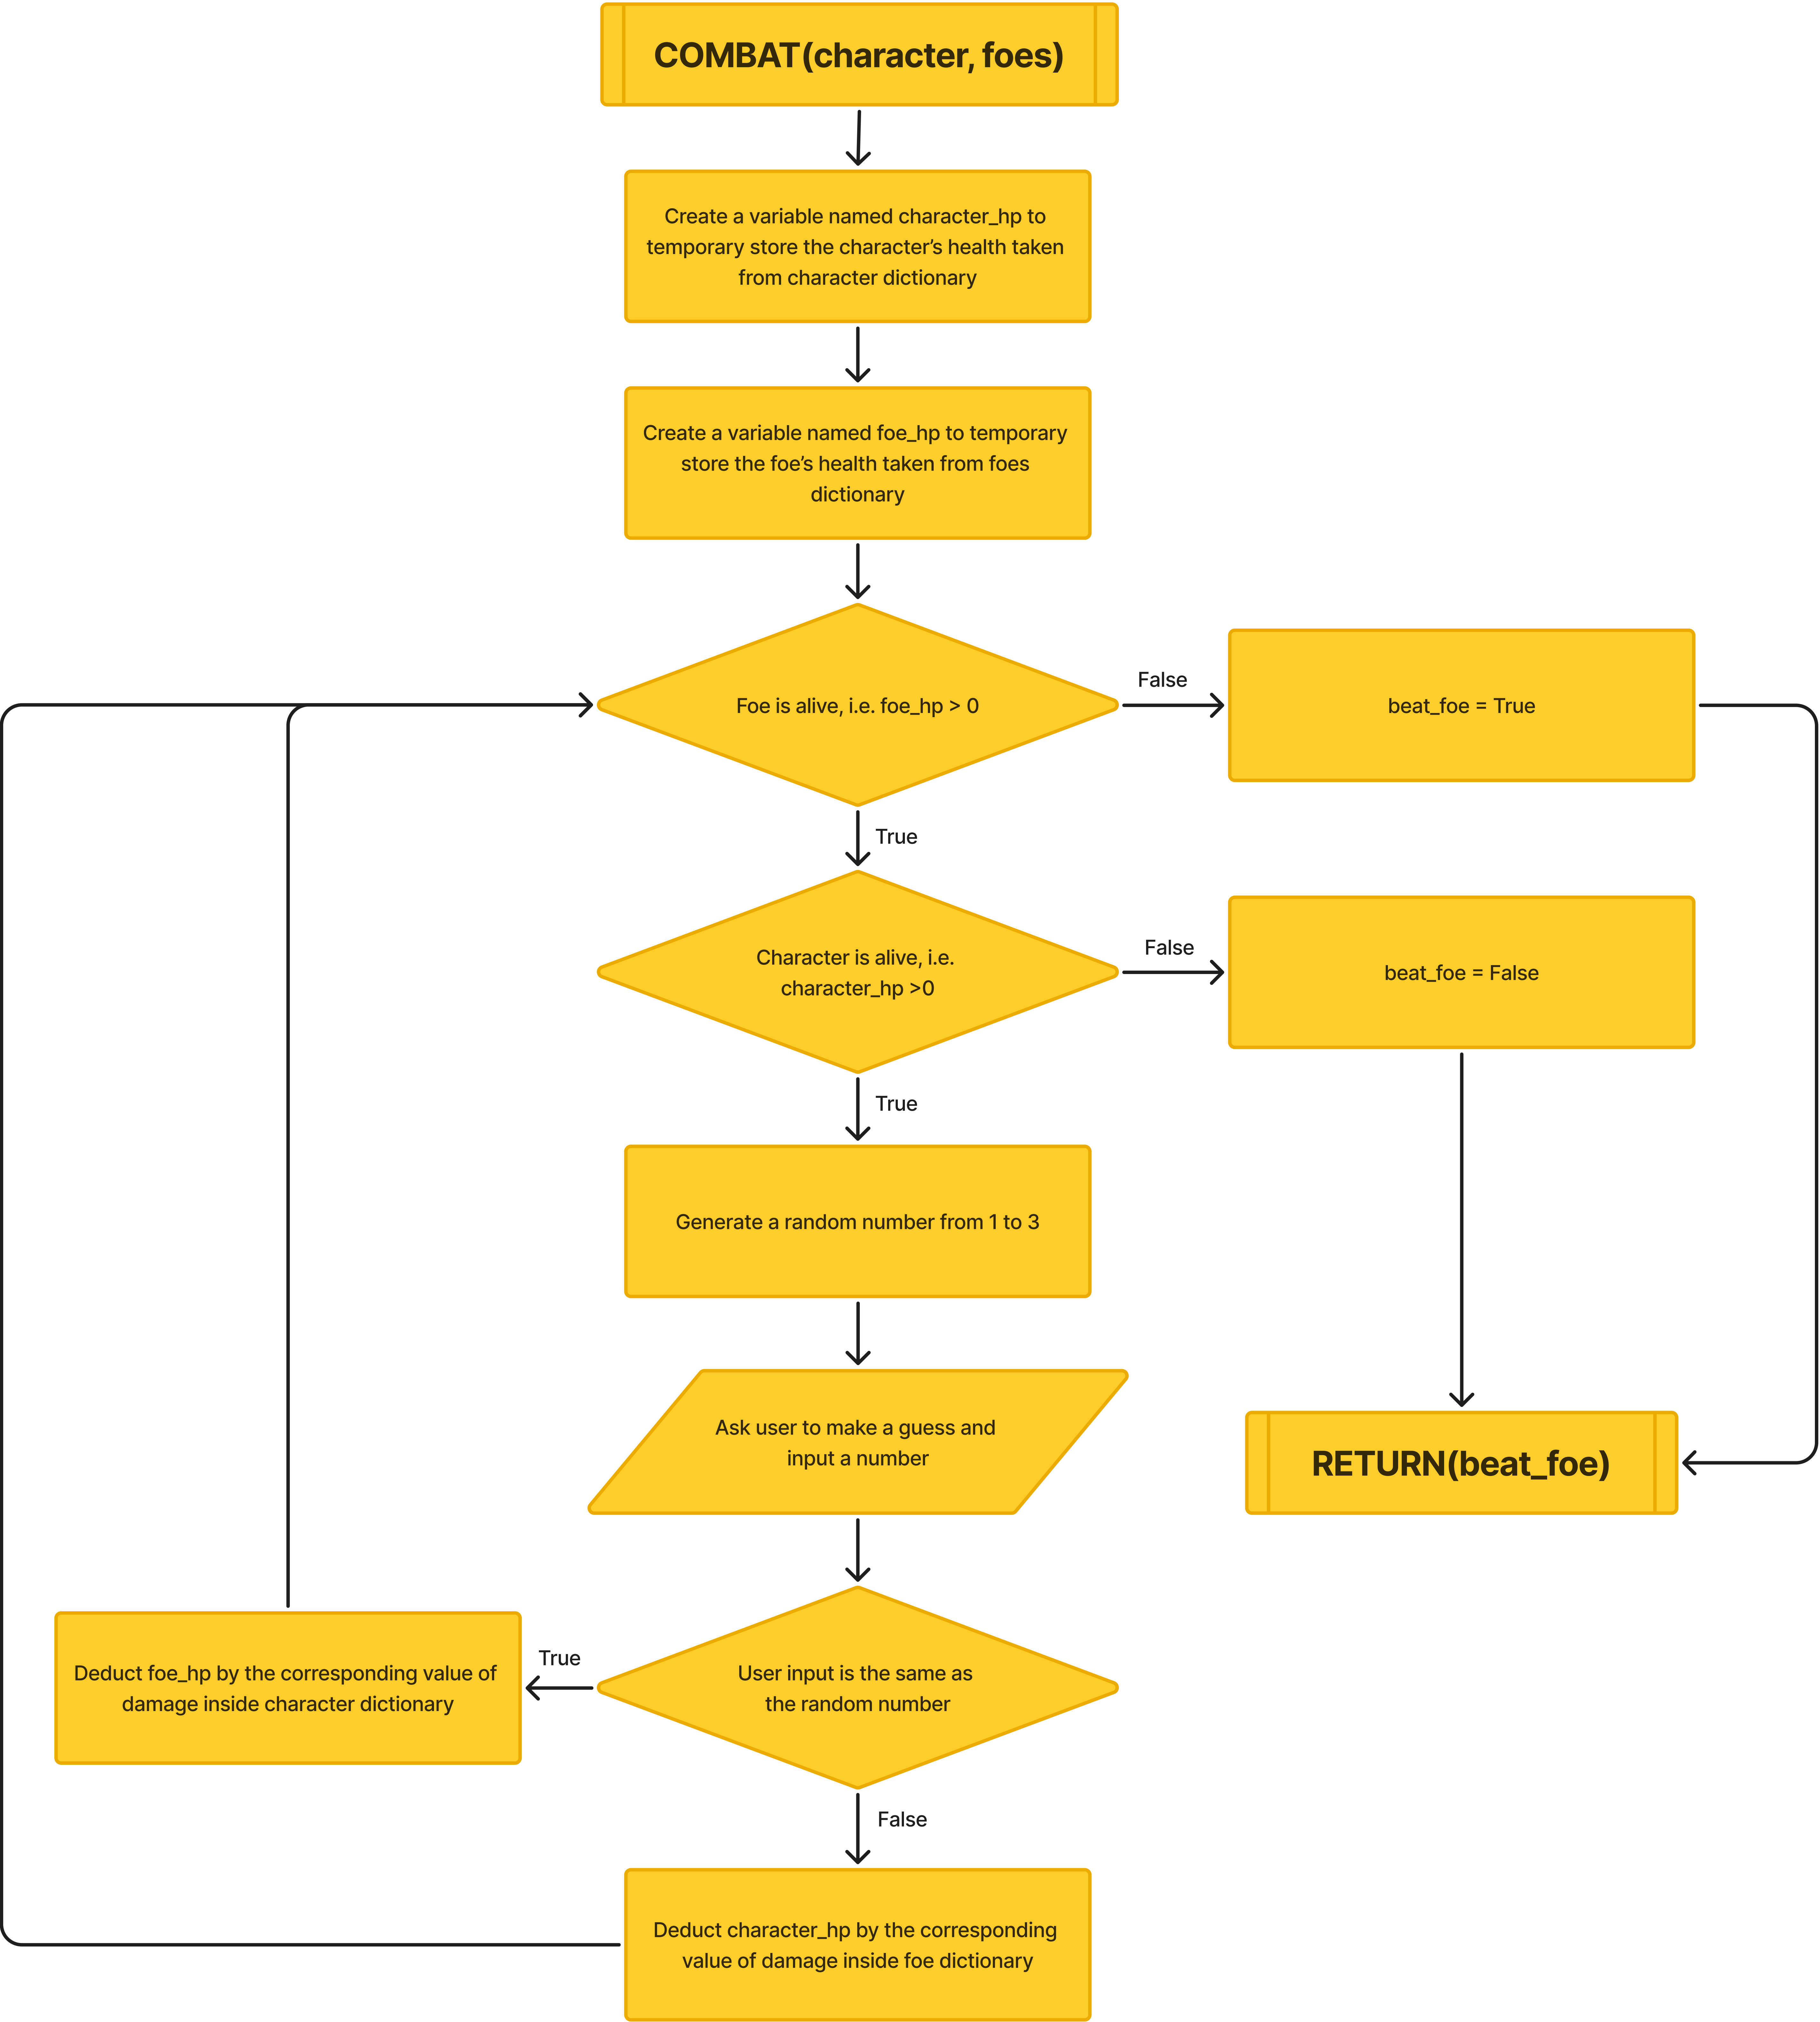 COMBAT(character, foes)
Create a variable named character_hp to
temporary store the character’s health taken
from character dictionary
Create a variable named foe_hp to temporary
store the foe’s health taken from foes
dictionary
Foe is alive, i.e. foe_hp > 0
False
beat_foe = True
True
Character is alive, i.e.
character_hp >0
False
beat_foe = False
True
Generate a random number from 1 to 3
Ask user to make a guess and
input a number
RETURN(beat_foe)
User input is the same as
the random number
True
Deduct foe_hp by the corresponding value of
damage inside character dictionary
False
Deduct character_hp by the corresponding
value of damage inside foe dictionary